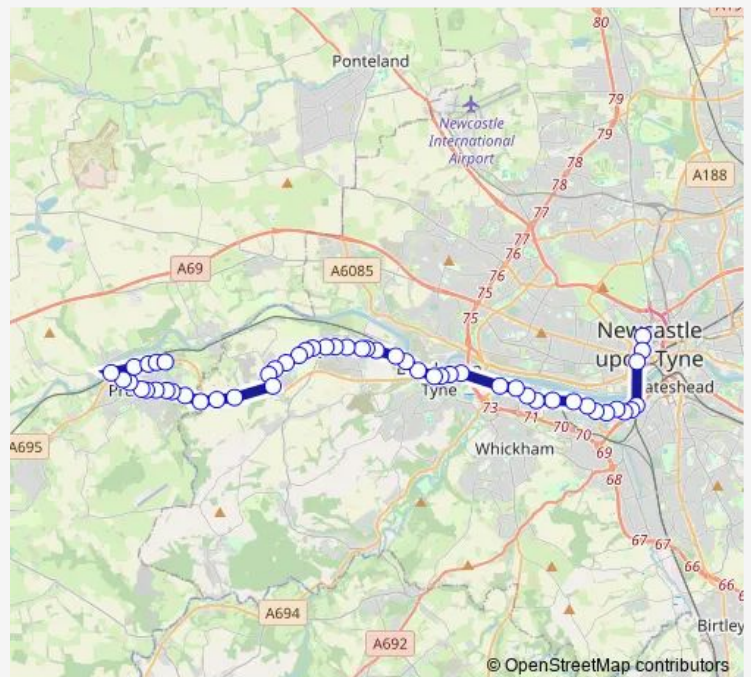 80
Ponteland
79
79
Newcastle
International
Airport
78
78
A188
77
77
76
76
75
75
A69
A6085
Newcastle
upon Tyne
Gateshead
Tyne
73
71
70
70
69
68
A695
Whickham
67
67
66
66
A694
A692
Birtley
© OpenStreetMap contributors